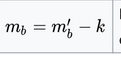 m_b = m'_b − k